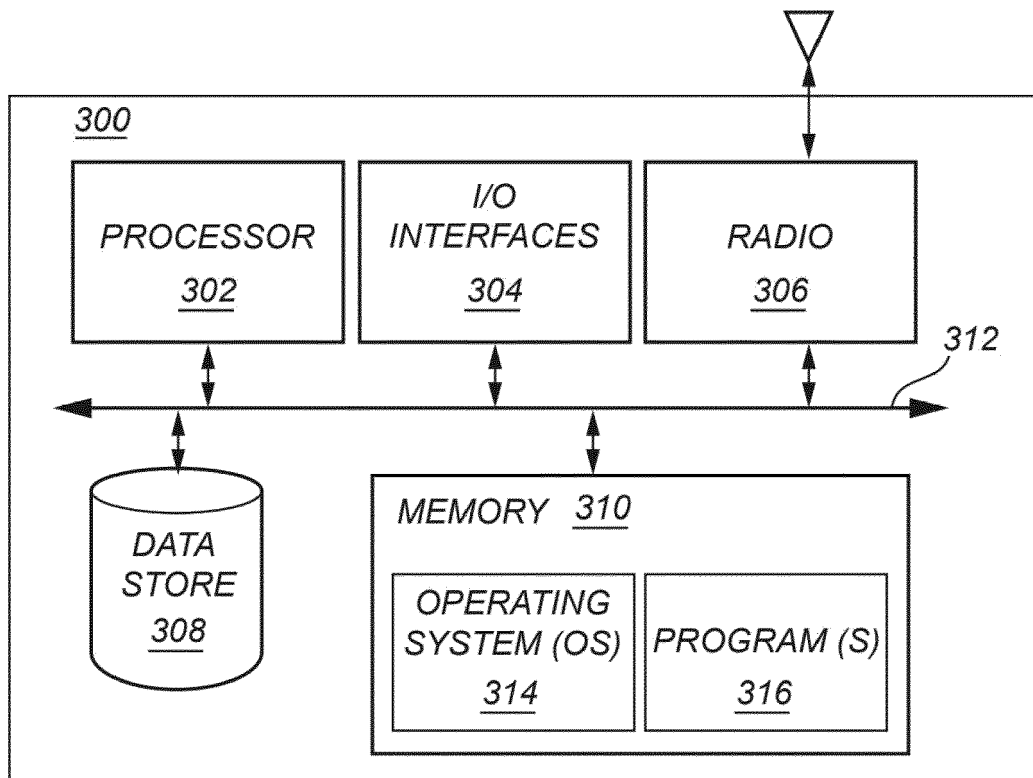 300
PROCESSOR
302
I/O
INTERFACES
304
RADIO
306
312
DATA
STORE
308
MEMORY 310
OPERATING
SYSTEM (OS)
314
PROGRAM (S)
316